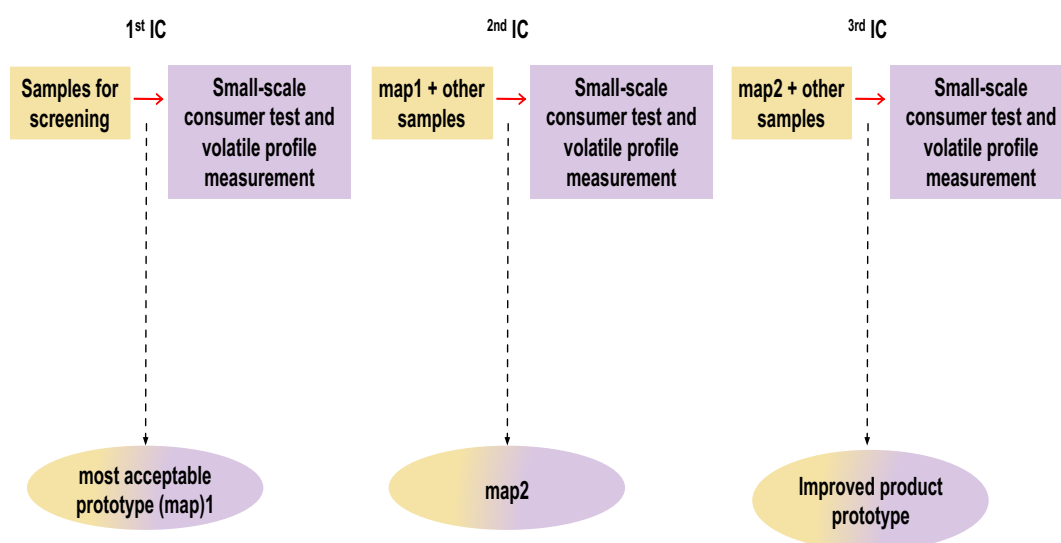 1st IC
Samples for
screening
Small-scale
consumer test and
volatile profile
measurement
most acceptable
prototype (map)1
2nd IC
map1 + other
samples
Small-scale
consumer test and
volatile profile
measurement
map2
3rd IC
map2 + other
samples
Small-scale
consumer test and
volatile profile
measurement
Improved product
prototype